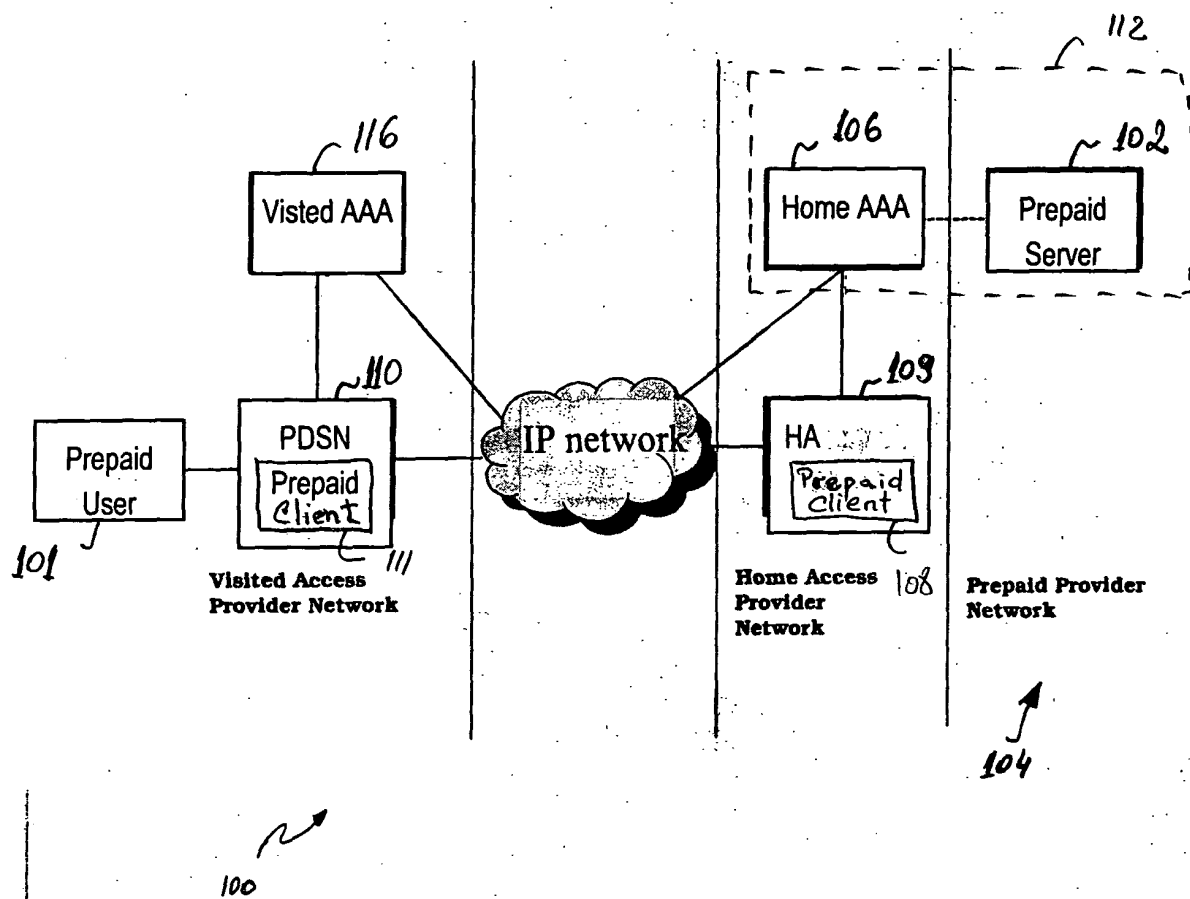 112
116
106
102
Visted AAA
Home AAA
Prepaid
Server
110
109
PDSN
IP network
HA
Prepaid
User
Prepaid
Client
Prepaid
Client
101
111
108
Visited Access
Provider Network
Home Access
Provider
Network
Prepaid Provider
Network
104
100